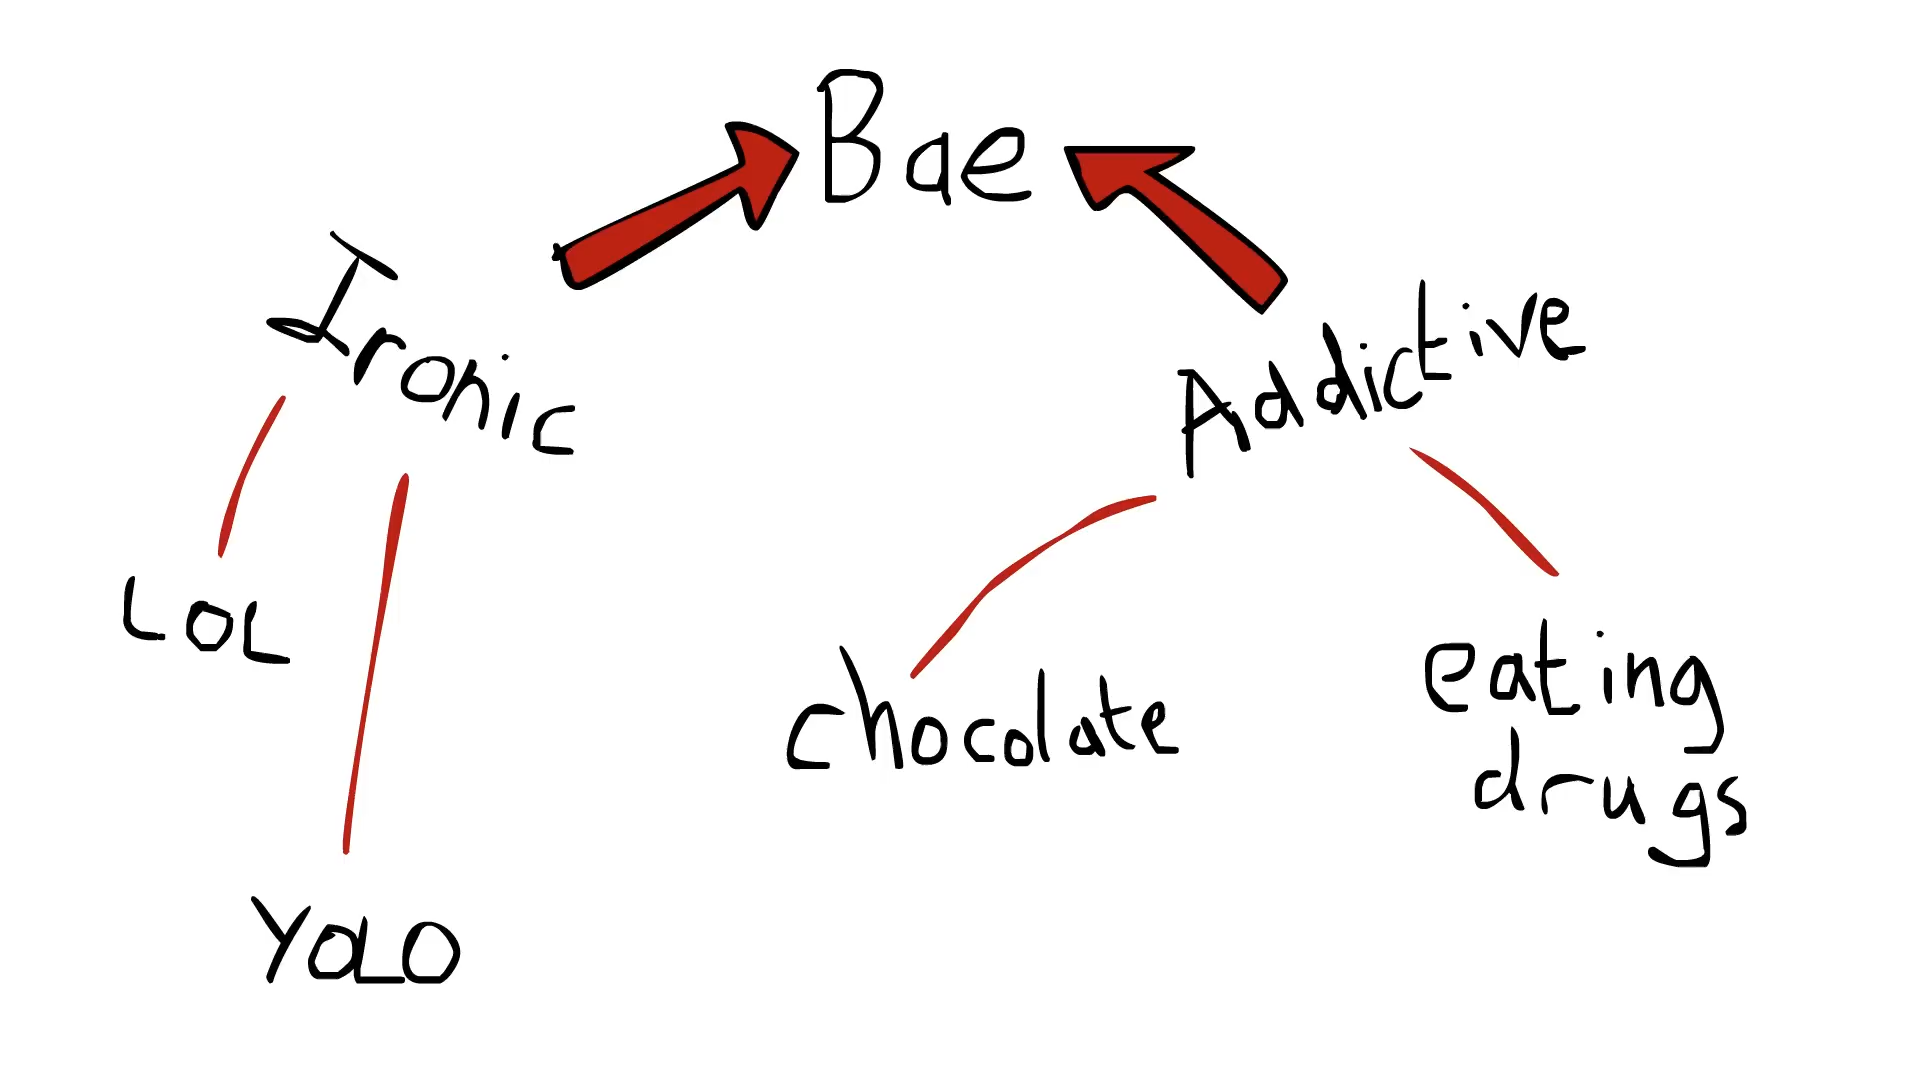 Bae
Ironic
Addictive
LOL
chocolate
eating
drugs
YOLO